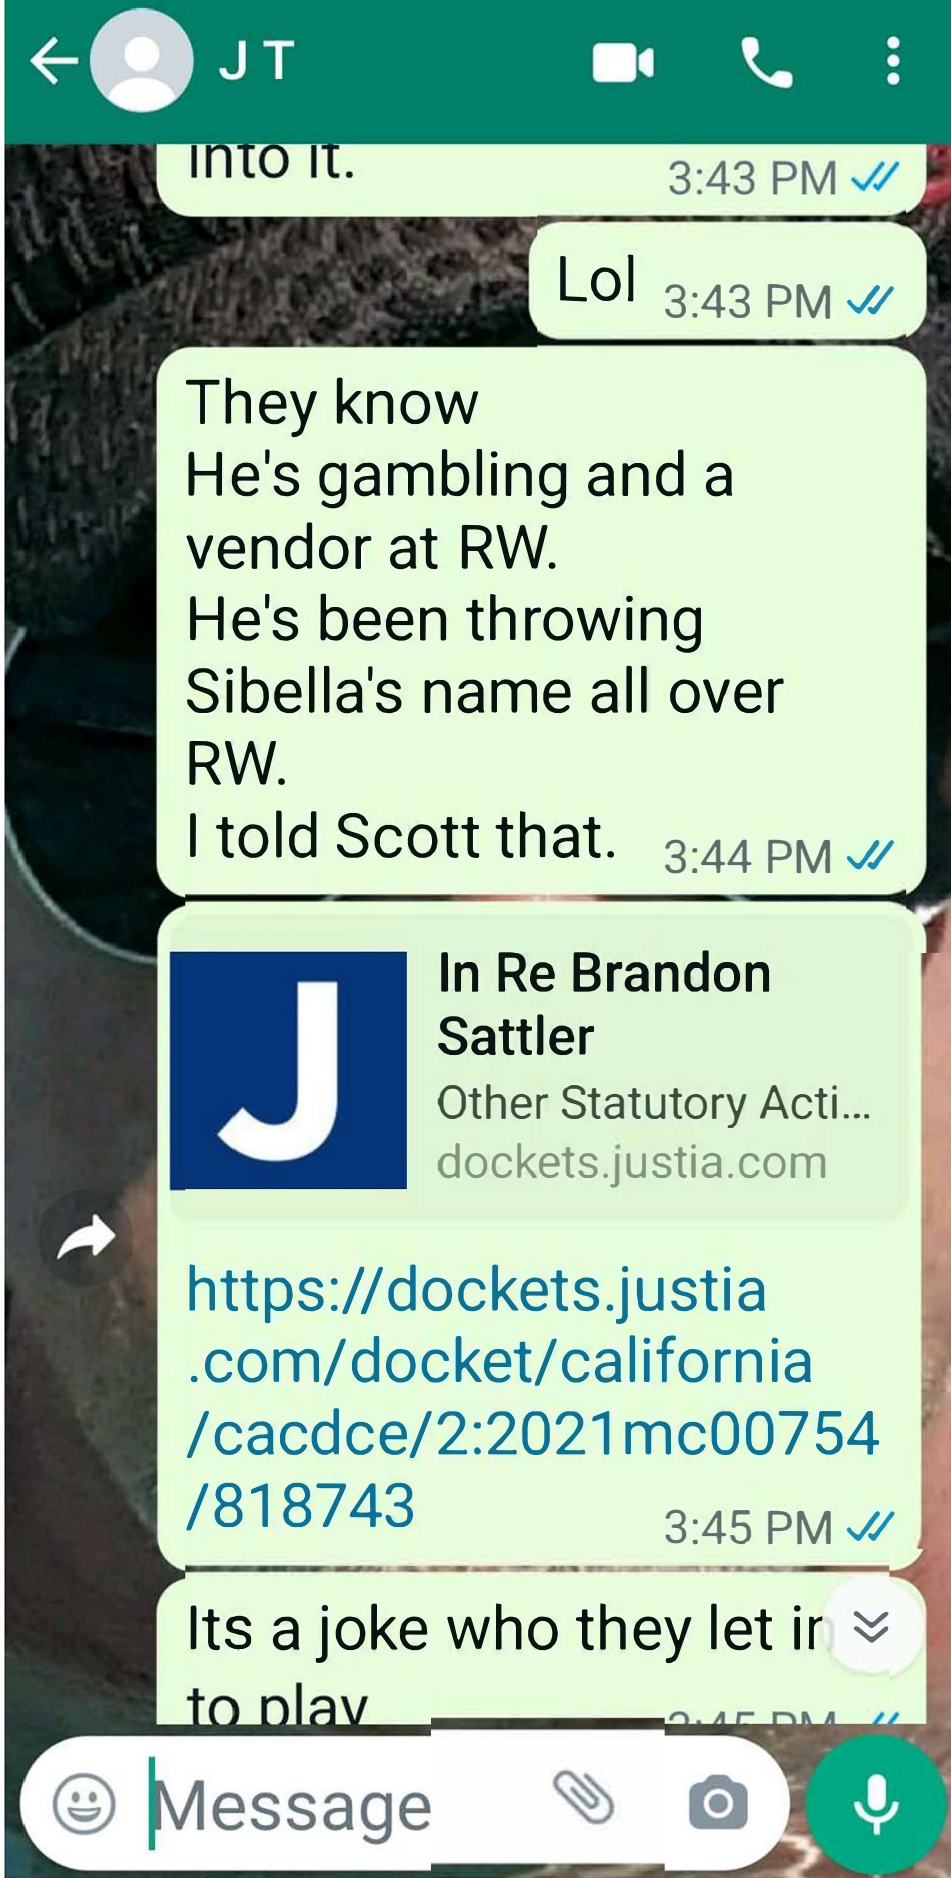 J T
into it.
3:43 PM
Lol
3:43 PM
They know
He's gambling and a
vendor at RW.
He's been throwing
Sibella's name all over
RW.
I told Scott that.
3:44 PM
J
In Re Brandon
Sattler
Other Statutory Acti...
dockets.justia.com
https://dockets.justia
.com/docket/california
/cacdce/2:2021mc00754
/818743
3:45 PM
Its a joke who they let in
to play
3:45 PM
Message